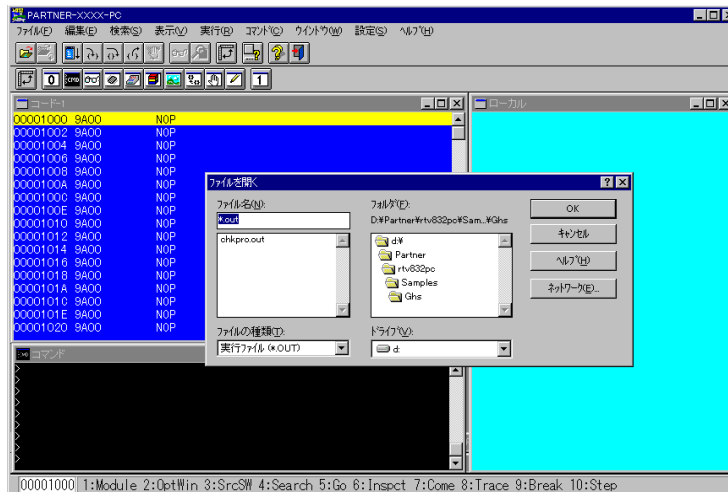 PARTNER-XXXX-PC
ファイル(F) 編集(E) 検索(S) 表示(V) 実行(R) コマンド(C) ウインドウ(W) 設定(S) ヘルプ(H)
0 CMD 1
コード-1
ローカル
00001000 9A00 NOP
00001002 9A00 NOP
00001004 9A00 NOP
00001006 9A00 NOP
00001008 9A00 NOP
0000100A 9A00 NOP
0000100C 9A00 NOP
0000100E 9A00 NOP
00001010 9A00 NOP
00001012 9A00 NOP
00001014 9A00 NOP
00001016 9A00 NOP
00001018 9A00 NOP
0000101A 9A00 NOP
0000101C 9A00 NOP
0000101E 9A00 NOP
00001020 9A00 NOP
ファイルを開く
ファイル名(N):
*.out
chkpro.out
ファイルの種類(T):
実行ファイル (*.OUT)
フォルダ(F):
D:¥Partner¥rtv832pc¥Sam..¥Ghs
d:¥
Partner
rtv832pc
Samples
Ghs
ドライブ(V):
d:
OK
キャンセル
ヘルプ(H)
ネットワーク(E)...
コマンド
>
>
>
>
>
>
>
>
00001000 1:Module 2:OptWin 3:SrcSW 4:Search 5:Go 6:Inspct 7:Come 8:Trace 9:Break 10:Step